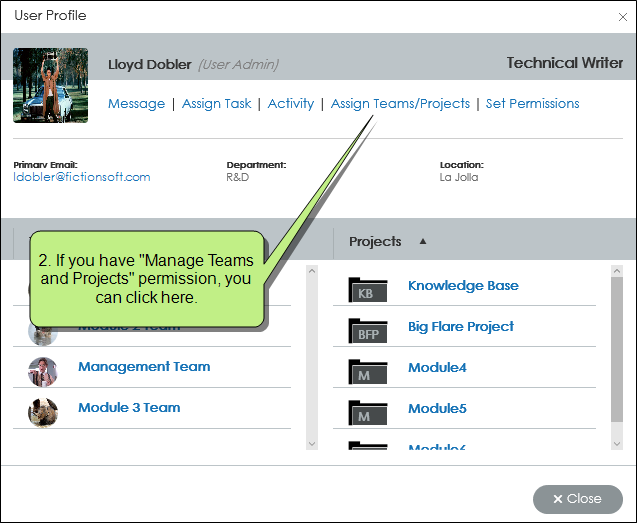 User Profile
Lloyd Dobler (User Admin)
Technical Writer
Message | Assign Task | Activity | Assign Teams/Projects | Set Permissions
Primary Email:
ldobler@fictionsoft.com
Department:
R&D
Location:
La Jolla
2. If you have "Manage Teams
and Projects" permission, you
can click here.
Module 2 Team
Management Team
Module 3 Team
Projects ▲
KB Knowledge Base
BFP Big Flare Project
M Module4
M Module5
Module6
× Close